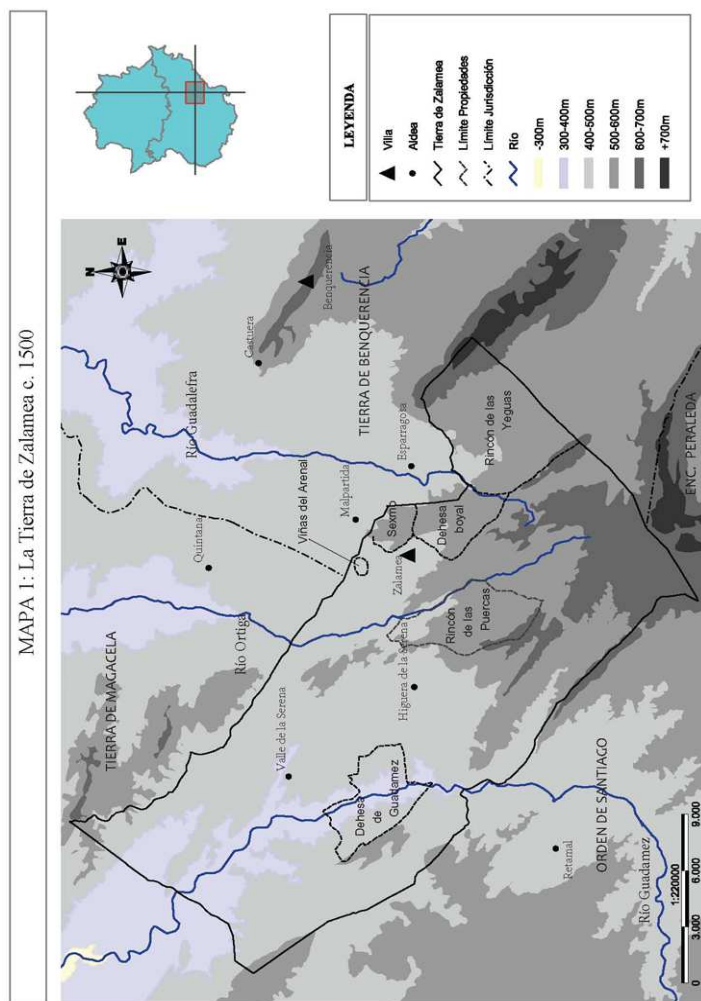 MAPA 1: La Tierra de Zalamea c. 1500
N
E
LEYENDA
Villa
Aldea
Tierra de Zalamea
Límite Propiedades
Límite Jurisdicción
Río
-300m
300-400m
400-500m
500-600m
600-700m
+700m
TIERRA DE MAGACELA
Río Ortiga
Quintana
Río Guadalefra
Castuera
Benquerencia
TIERRA DE BENQUERENCIA
Valle de la Serena
Viñas del Arenal
Malpartida
Esparragosa
Sexmo
Dehesa
boyal
Zalamea
Dehesa
de
Guadamez
Higuera de la Serena
Rincón
de las
Puercas
Rincón de las
Yeguas
Retamal
ORDEN DE SANTIAGO
Río Guadamez
ENC. PERALEDA
1:220000
0
3.000
6.000
9.000